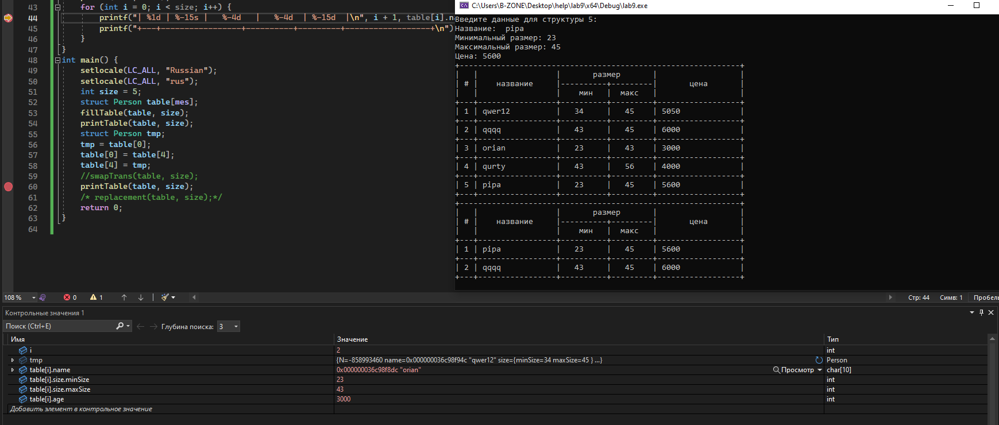 43 for (int i = 0; i < size; i++) {
44 printf("| %1d | %-15s |   %-4d   |   %-4d  | %-15d  |\n", i + 1, table[i].n
45 printf("+---+-----------------+----------+---------+------------------+\n")
46 }
47 }
48 int main() {
49 setlocale(LC_ALL, "Russian");
50 setlocale(LC_ALL, "rus");
51 int size = 5;
52 struct Person table[mes];
53 fillTable(table, size);
54 printTable(table, size);
55 struct Person tmp;
56 tmp = table[0];
57 table[0] = table[4];
58 table[4] = tmp;
59 //swapTrans(table, size);
60 printTable(table, size);
61 /* replacement(table, size);*/
62 return 0;
63 }
64
C:\Users\B-ZONE\Desktop\help\lab9\x64\Debug\lab9.exe
Введите данные для структуры 5:
Название:  pipa
Минимальный размер: 23
Максимальный размер: 45
Цена: 5600
+-------------------------------------------------------------+
|   |                 |       размер       |                  |
| # |    название     |----------+---------|       цена       |
|   |                 |    мин   |  макс   |                  |
+---+-----------------+----------+---------+------------------+
| 1 | qwer12          |   34     |   45    | 5050             |
+---+-----------------+----------+---------+------------------+
| 2 | qqqq            |   43     |   45    | 6000             |
+---+-----------------+----------+---------+------------------+
| 3 | orian           |   23     |   43    | 3000             |
+---+-----------------+----------+---------+------------------+
| 4 | qurty           |   43     |   56    | 4000             |
+---+-----------------+----------+---------+------------------+
| 5 | pipa            |   23     |   45    | 5600             |
+---+-----------------+----------+---------+------------------+
+-------------------------------------------------------------+
|   |                 |       размер       |                  |
| # |    название     |----------+---------|       цена       |
|   |                 |    мин   |  макс   |                  |
+---+-----------------+----------+---------+------------------+
| 1 | pipa            |   23     |   45    | 5600             |
+---+-----------------+----------+---------+------------------+
| 2 | qqqq            |   43     |   45    | 6000             |
+---+-----------------+----------+---------+------------------+
108 % 0 1 Стр: 44 Симв: 1 Пробелы
Контрольные значения 1
Поиск (Ctrl+E) Глубина поиска: 3
Имя Значение Тип
i 2 int
tmp {N=-858993460 name=0x000000036c98f94c "qwer12" size={minSize=34 maxSize=45 } ...} Person
table[i].name 0x000000036c98f8dc "orian" Просмотр char[10]
table[i].size.minSize 23 int
table[i].size.maxSize 43 int
table[i].age 3000 int
Добавить элемент в контрольное значение